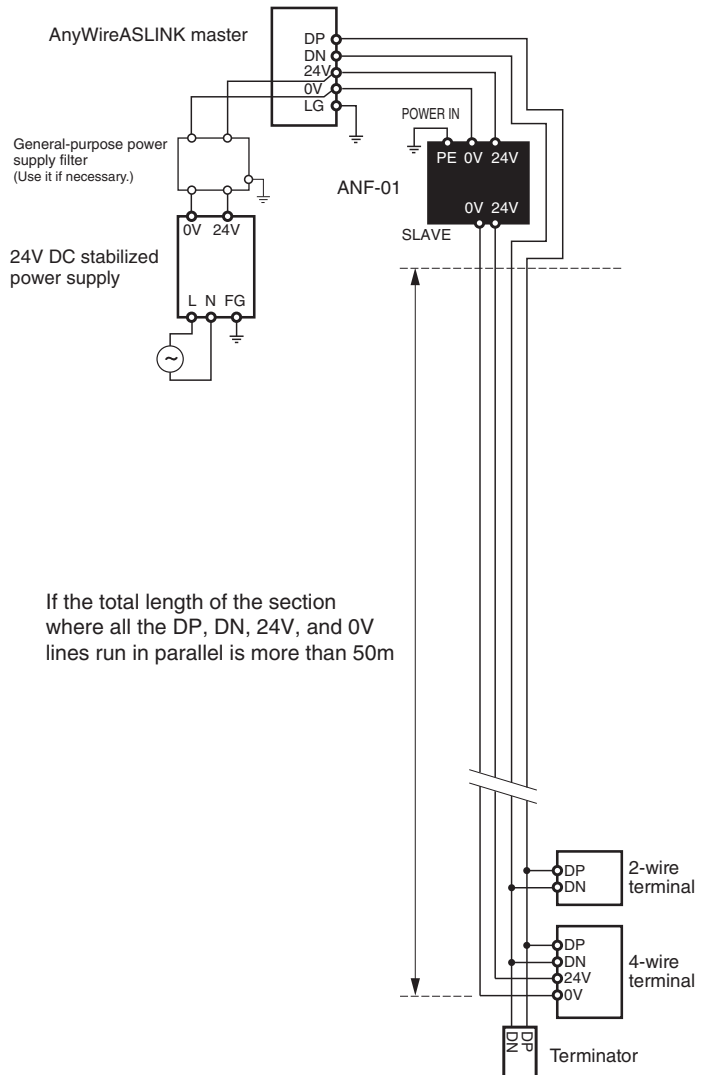 AnyWireASLINK master
DP
DN
24V
0V
LG
General-purpose power
supply filter
(Use it if necessary.)
POWER IN
PE 0V 24V
ANF-01
0V 24V
SLAVE
0V 24V
24V DC stabilized
power supply
L N FG
~
If the total length of the section
where all the DP, DN, 24V, and 0V
lines run in parallel is more than 50m
DP
DN
2-wire
terminal
DP
DN
24V
0V
4-wire
terminal
DN
DP
Terminator